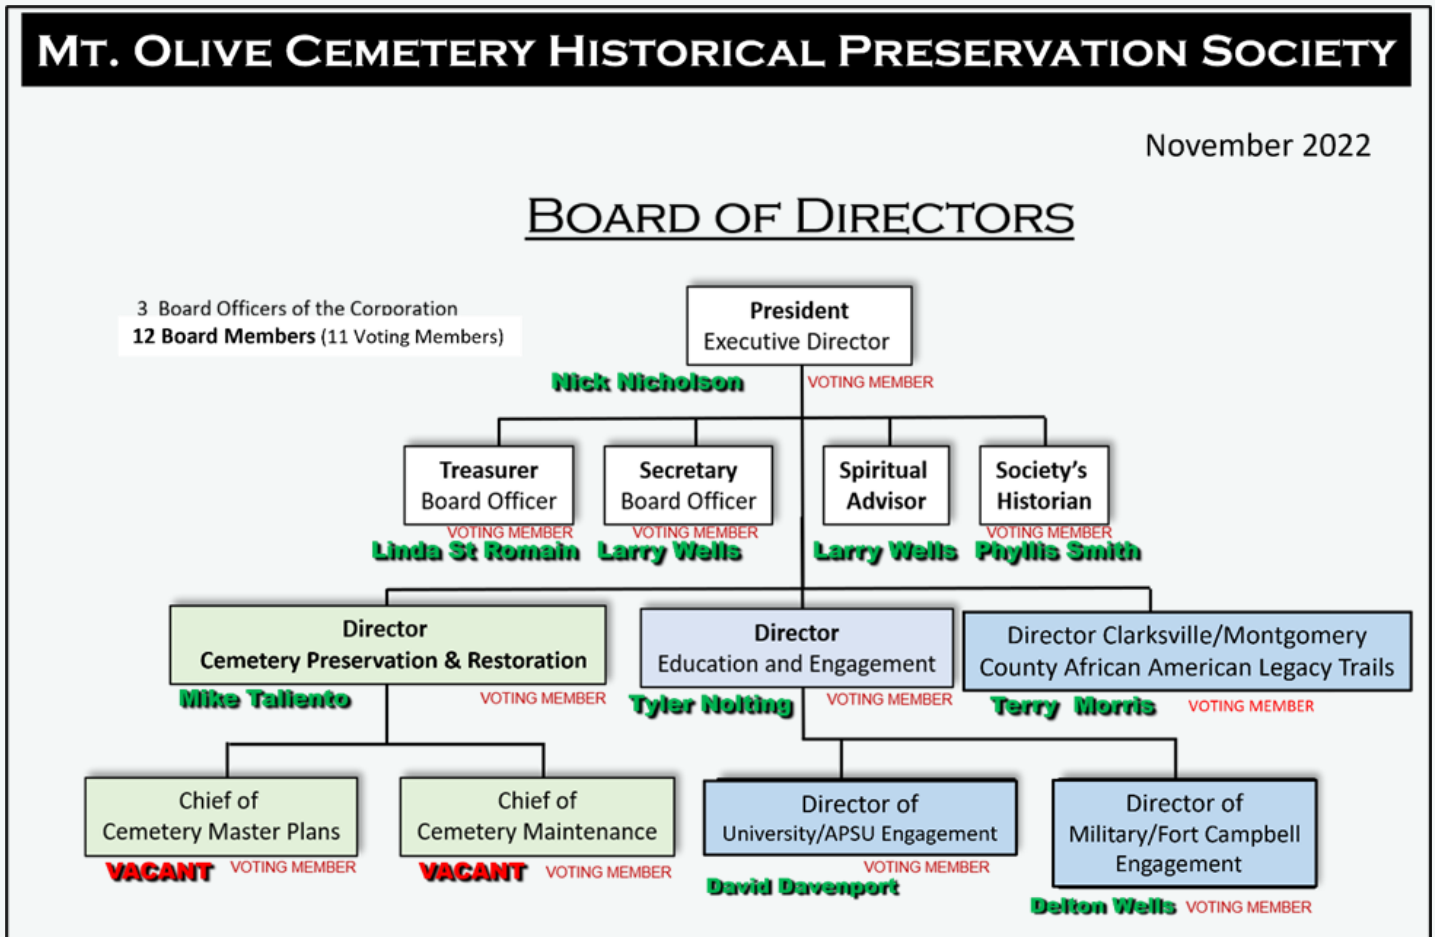 MT. OLIVE CEMETERY HISTORICAL PRESERVATION SOCIETY
November 2022
BOARD OF DIRECTORS
3 Board Officers of the Corporation
12 Board Members (11 Voting Members)
President
Executive Director
Nick Nicholson
VOTING MEMBER
Treasurer
Board Officer
VOTING MEMBER
Linda St Romain
Secretary
Board Officer
VOTING MEMBER
Larry Wells
Spiritual
Advisor
Larry Wells
Society's
Historian
VOTING MEMBER
Phyllis Smith
Director
Cemetery Preservation & Restoration
Mike Taliento
VOTING MEMBER
Director
Education and Engagement
Tyler Nolting
VOTING MEMBER
Director Clarksville/Montgomery
County African American Legacy Trails
Terry Morris
VOTING MEMBER
Chief of
Cemetery Master Plans
VACANT
VOTING MEMBER
Chief of
Cemetery Maintenance
VACANT
VOTING MEMBER
Director of
University/APSU Engagement
VOTING MEMBER
David Davenport
Director of
Military/Fort Campbell
Engagement
Delton Wells
VOTING MEMBER